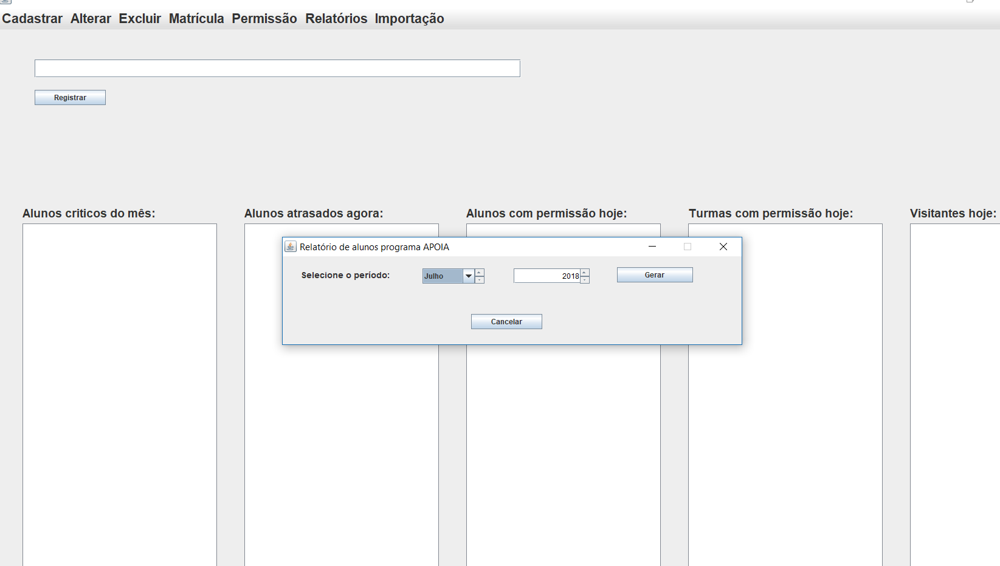 Cadastrar Alterar Excluir Matrícula Permissão Relatórios Importação
Registrar
Alunos criticos do mês: Alunos atrasados agora: Alunos com permissão hoje: Turmas com permissão hoje: Visitantes hoje:
Relatório de alunos programa APOIA
Selecione o período: Julho 2018 Gerar
Cancelar